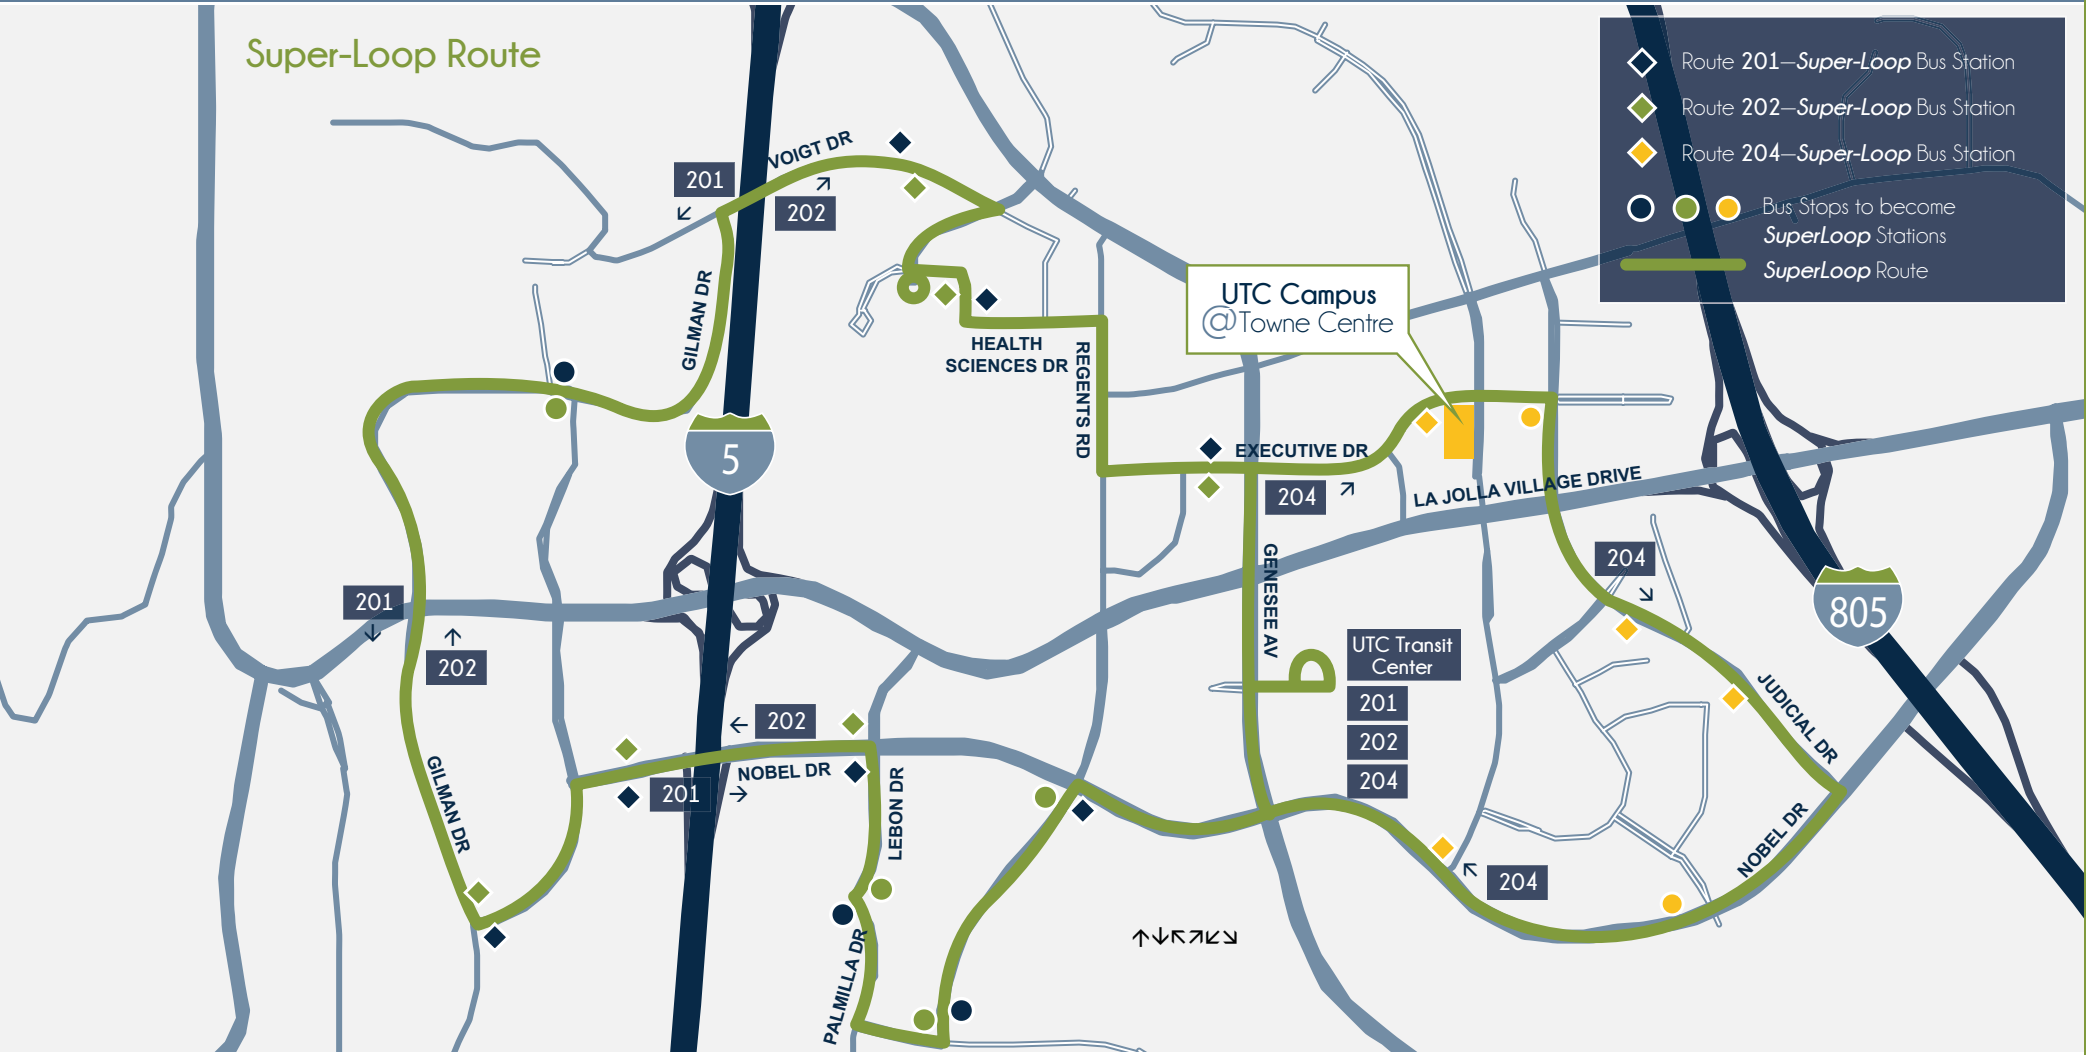 Super-Loop Route
Route 201—Super-Loop Bus Station
Route 202—Super-Loop Bus Station
Route 204—Super-Loop Bus Station
Bus Stops to become
SuperLoop Stations
SuperLoop Route
VOIGT DR
201
↙
↗
202
GILMAN DR
UTC Campus
@Towne Centre
HEALTH
SCIENCES DR
REGENTS RD
5
EXECUTIVE DR
204 ↗
LA JOLLA VILLAGE DRIVE
GENESEE AV
204
↘
805
201
↓
↑
202
UTC Transit
Center
201
202
204
← 202
NOBEL DR
201 →
GILMAN DR
LEBON DR
JUDICIAL DR
NOBEL DR
↖ 204
PALMILLA DR
↑↓↖↗↙↘